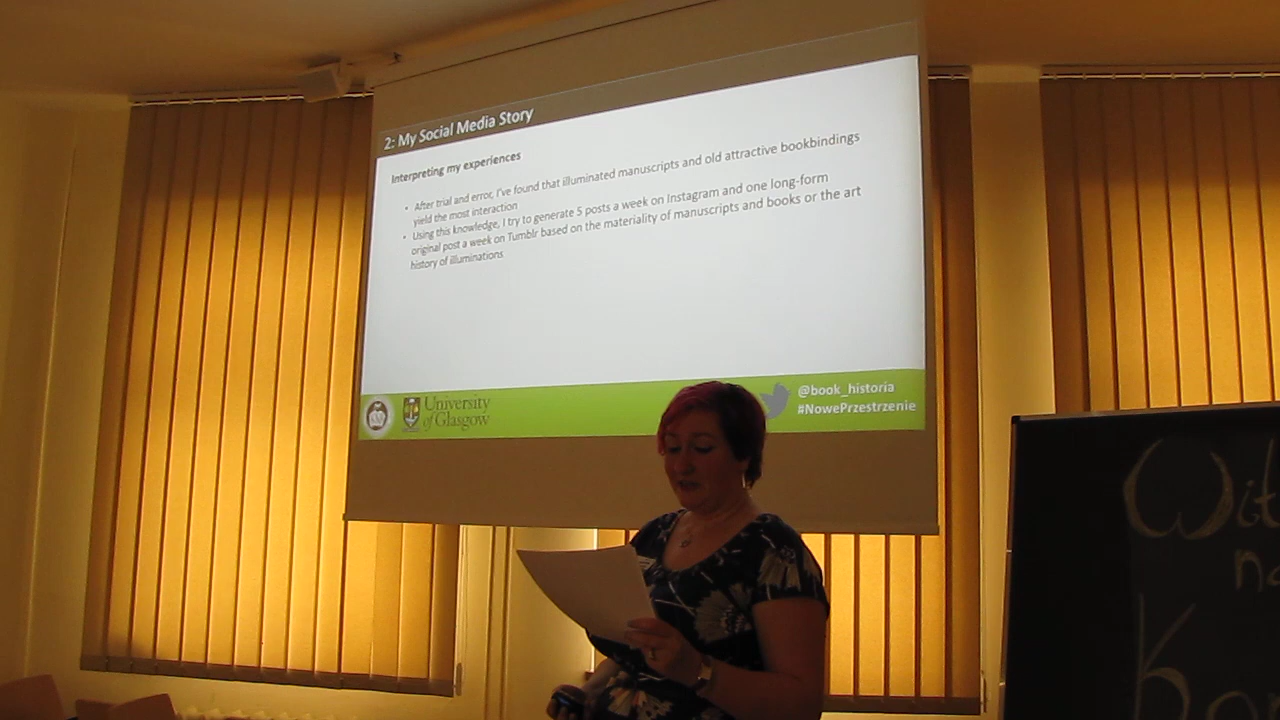 2: My Social Media Story
Interpreting my experiences
• After trial and error, I've found that illuminated manuscripts and old attractive bookbindings
yield the most interaction
• Using this knowledge, I try to generate 5 posts a week on Instagram and one long-form
original post a week on Tumblr based on the materiality of manuscripts and books or the art
history of illuminations
University
of Glasgow
@book_historia
#NowePrzestrzenie
Wit
na